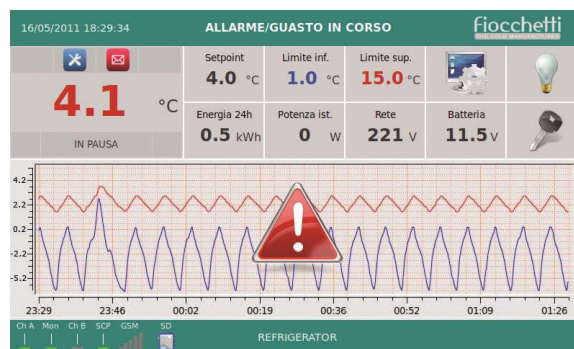 16/05/2011 18:29:34 ALLARME/GUASTO IN CORSO Fiocchetti
THE COLD MANUFACTURER
Setpoint Limite inf. Limite sup.
4.0 °C 1.0 °C 15.0 °C
4.1 °C
Energia 24h Potenza ist. Rete Batteria
0.5 kWh 0 W 221 V 11.5 V
IN PAUSA
4.2
2.2
0.2
-2.2
-5.2
23:29 23:46 00:02 00:19 00:36 00:52 01:09 01:26
Ch A Mon Ch B SCP GSM SD
REFRIGERATOR